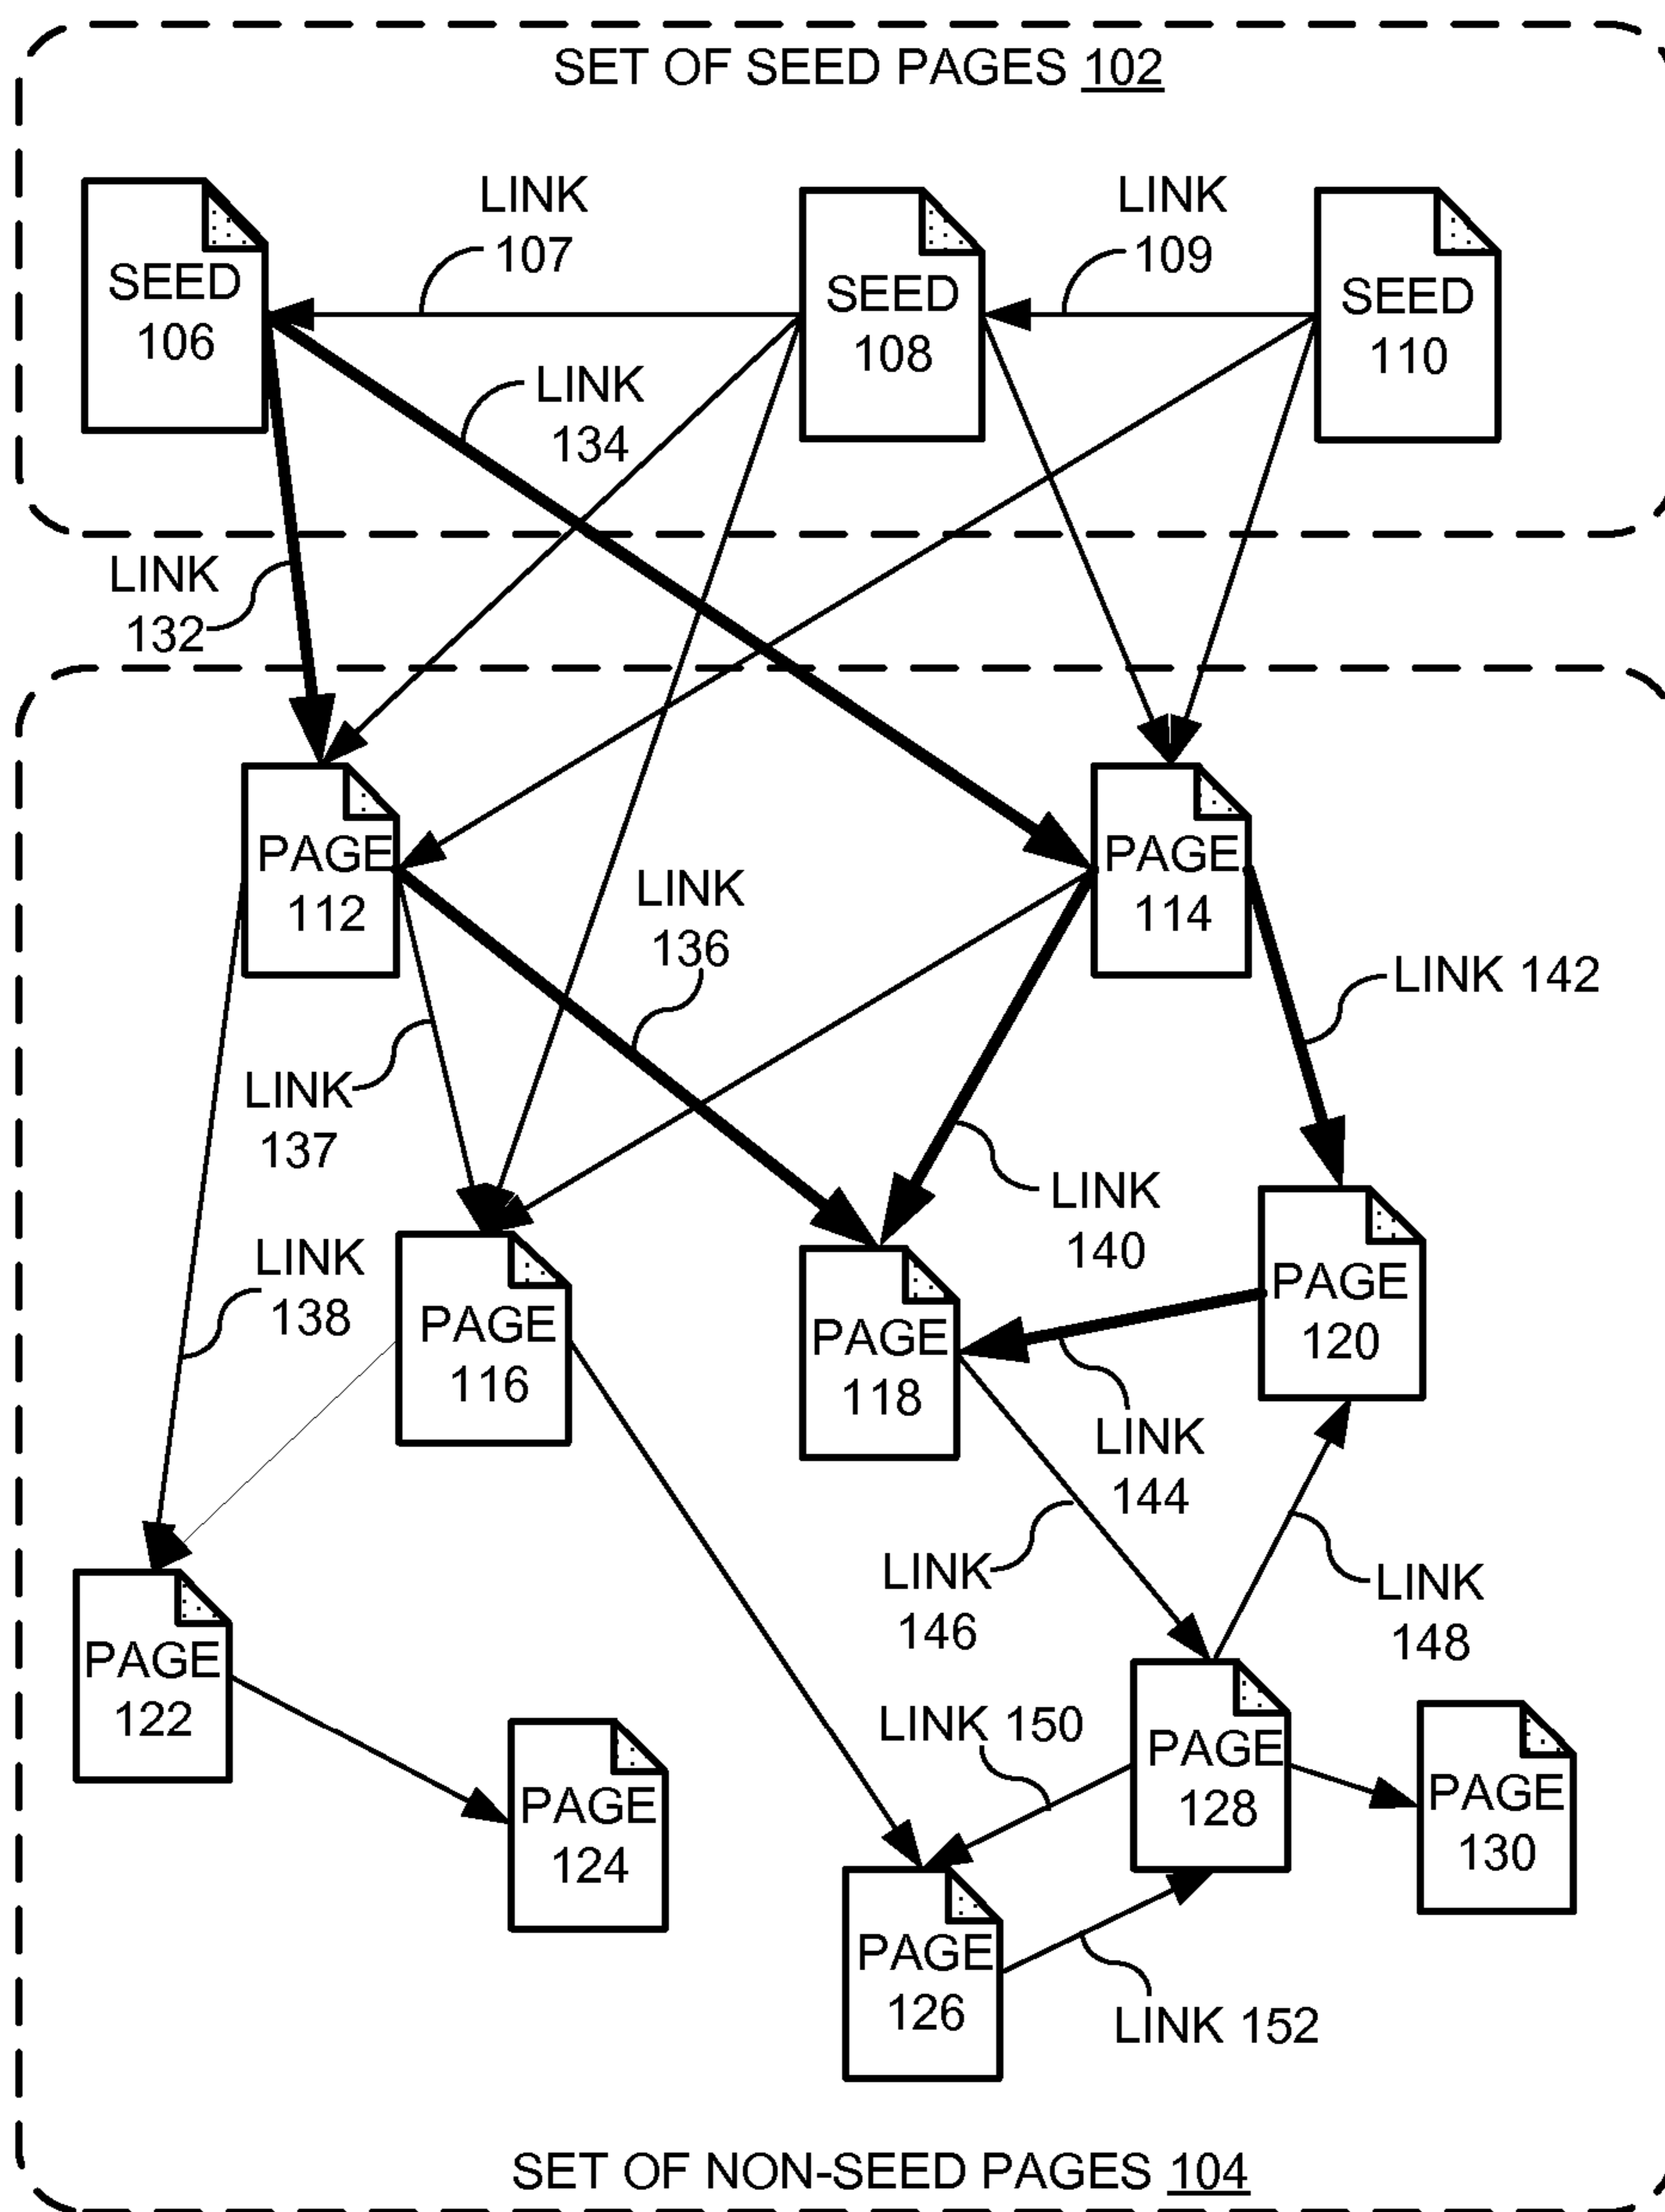 SET OF SEED PAGES 102
LINK
107
LINK
109
SEED
106
SEED
108
SEED
110
LINK
134
LINK
132
PAGE
112
PAGE
114
LINK
136
LINK 142
LINK
137
LINK
140
LINK
138
PAGE
116
PAGE
118
PAGE
120
LINK
144
LINK
146
LINK
148
PAGE
122
LINK 150
PAGE
128
PAGE
130
PAGE
124
PAGE
126
LINK 152
SET OF NON-SEED PAGES 104